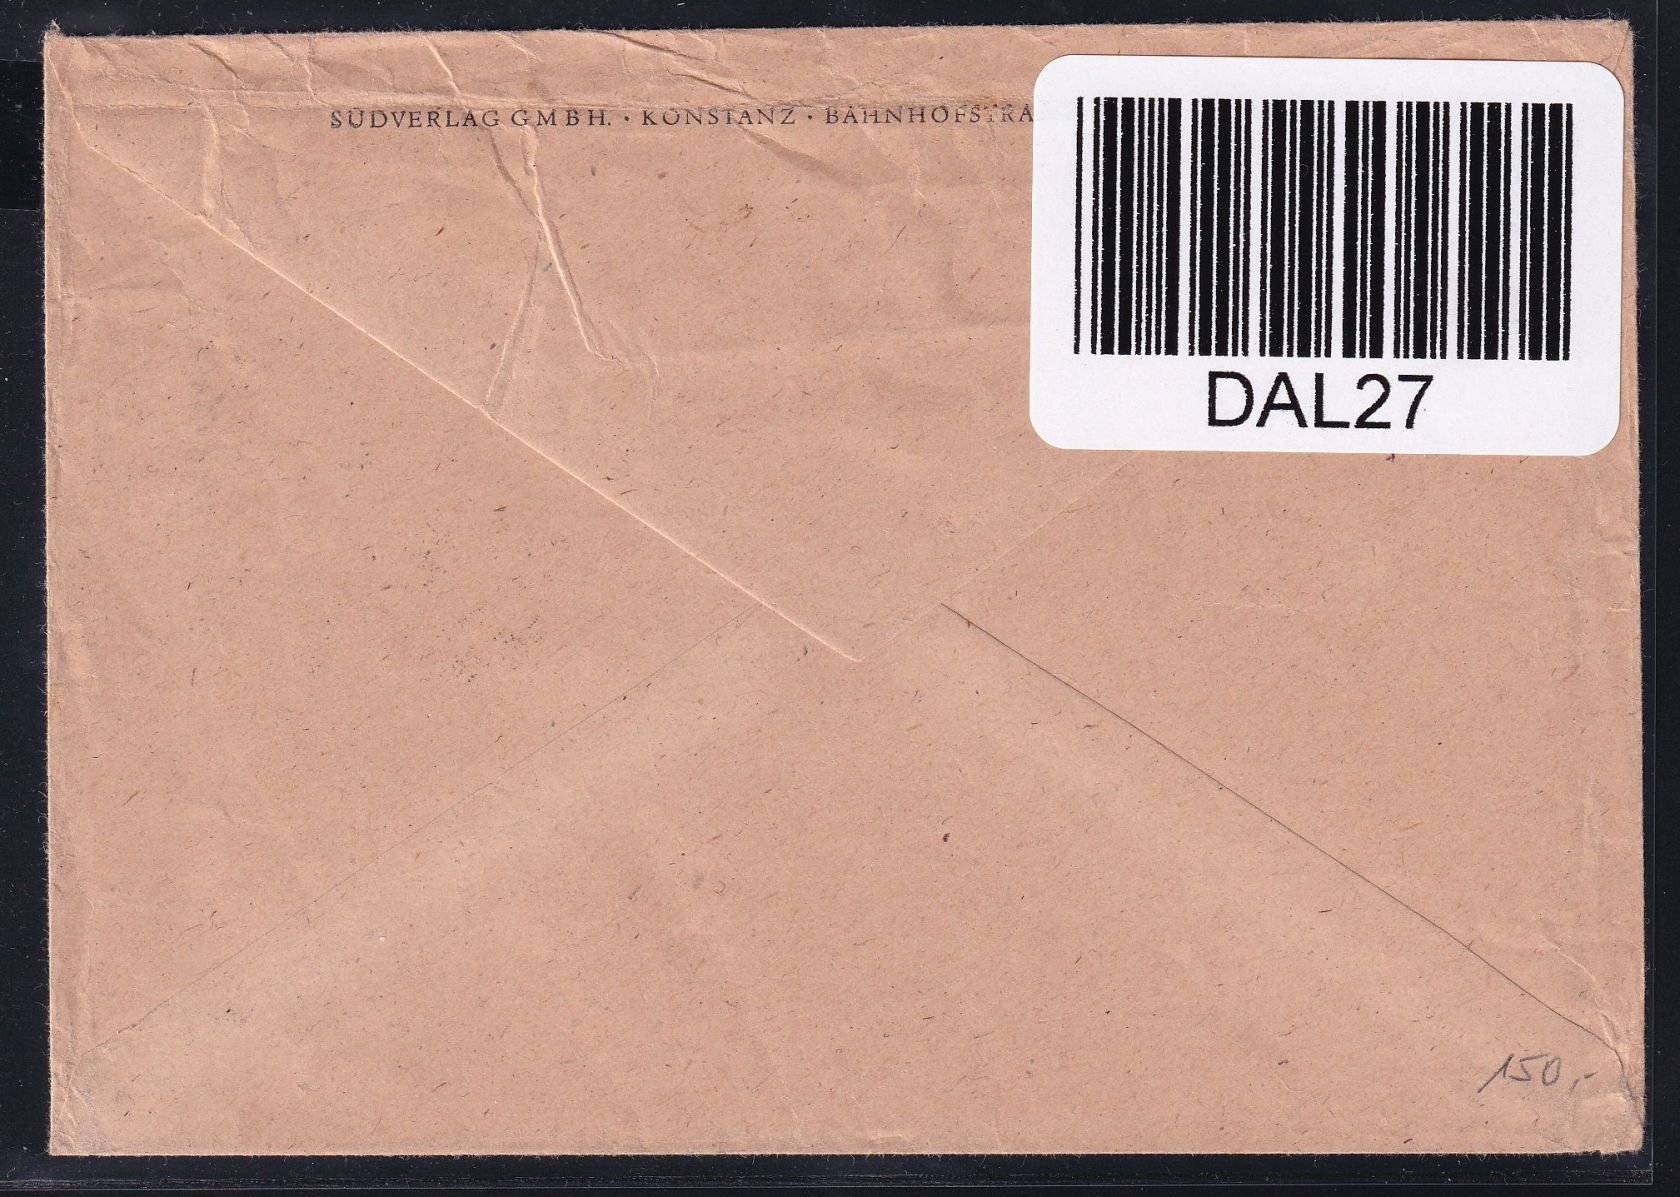 SÜDVERLAG GMBH. · KONSTANZ · BAHNHOFSTRA
DAL27
150,-